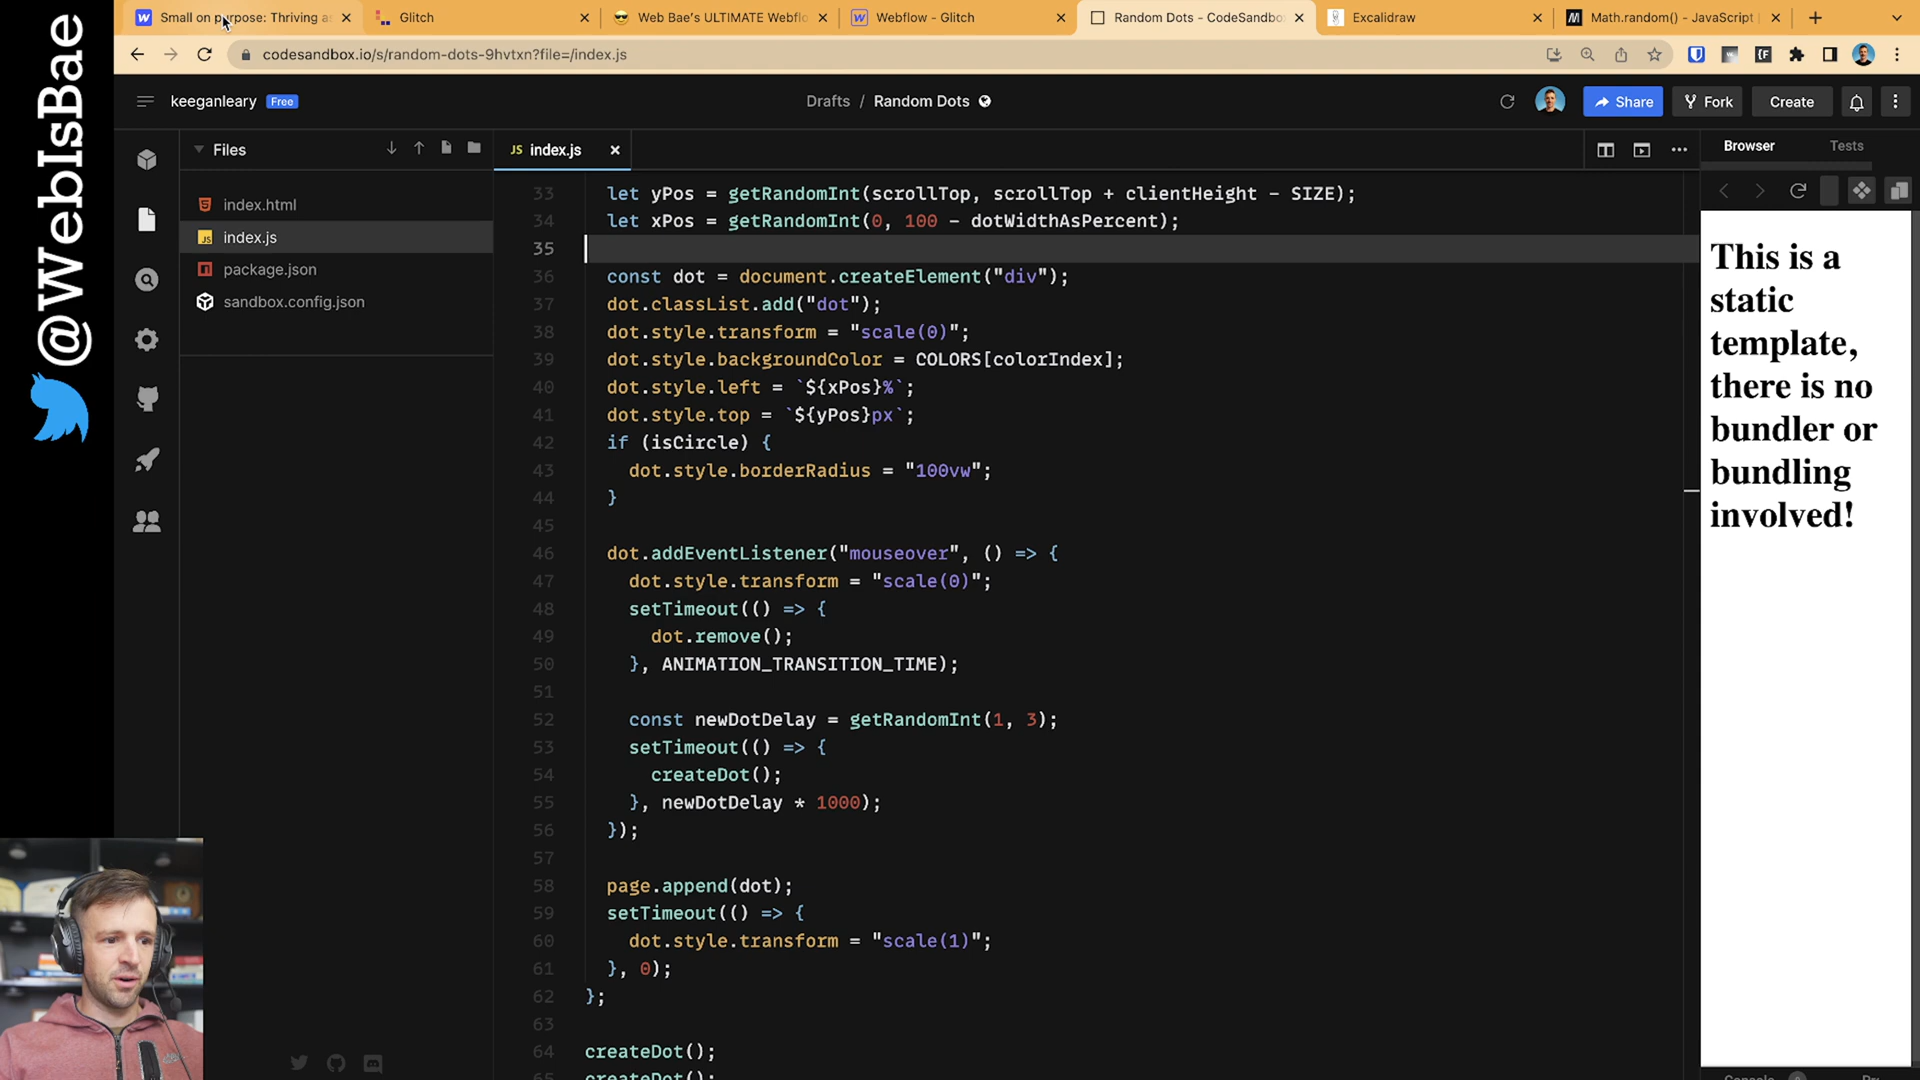 @WebIsBae
Small on purpose: Thriving as
Glitch
Web Bae's ULTIMATE Webflo
Webflow - Glitch
Random Dots - CodeSandbo
Excalidraw
Math.random() - JavaScript
codesandbox.io/s/random-dots-9hvtxn?file=/index.js
keeganleary Free
Drafts / Random Dots
Share
Fork
Create
Files
JS index.js
Browser
Tests
index.html
index.js
package.json
sandbox.config.json
33 let yPos = getRandomInt(scrollTop, scrollTop + clientHeight - SIZE);
34 let xPos = getRandomInt(0, 100 - dotWidthAsPercent);
35
36 const dot = document.createElement("div");
37 dot.classList.add("dot");
38 dot.style.transform = "scale(0)";
39 dot.style.backgroundColor = COLORS[colorIndex];
40 dot.style.left = `${xPos}%`;
41 dot.style.top = `${yPos}px`;
42 if (isCircle) {
43 dot.style.borderRadius = "100vw";
44 }
45
46 dot.addEventListener("mouseover", () => {
47 dot.style.transform = "scale(0)";
48 setTimeout(() => {
49 dot.remove();
50 }, ANIMATION_TRANSITION_TIME);
51
52 const newDotDelay = getRandomInt(1, 3);
53 setTimeout(() => {
54 createDot();
55 }, newDotDelay * 1000);
56 });
57
58 page.append(dot);
59 setTimeout(() => {
60 dot.style.transform = "scale(1)";
61 }, 0);
62 };
63
64 createDot();
65 createDot();
This is a
static
template,
there is no
bundler or
bundling
involved!
Console 0